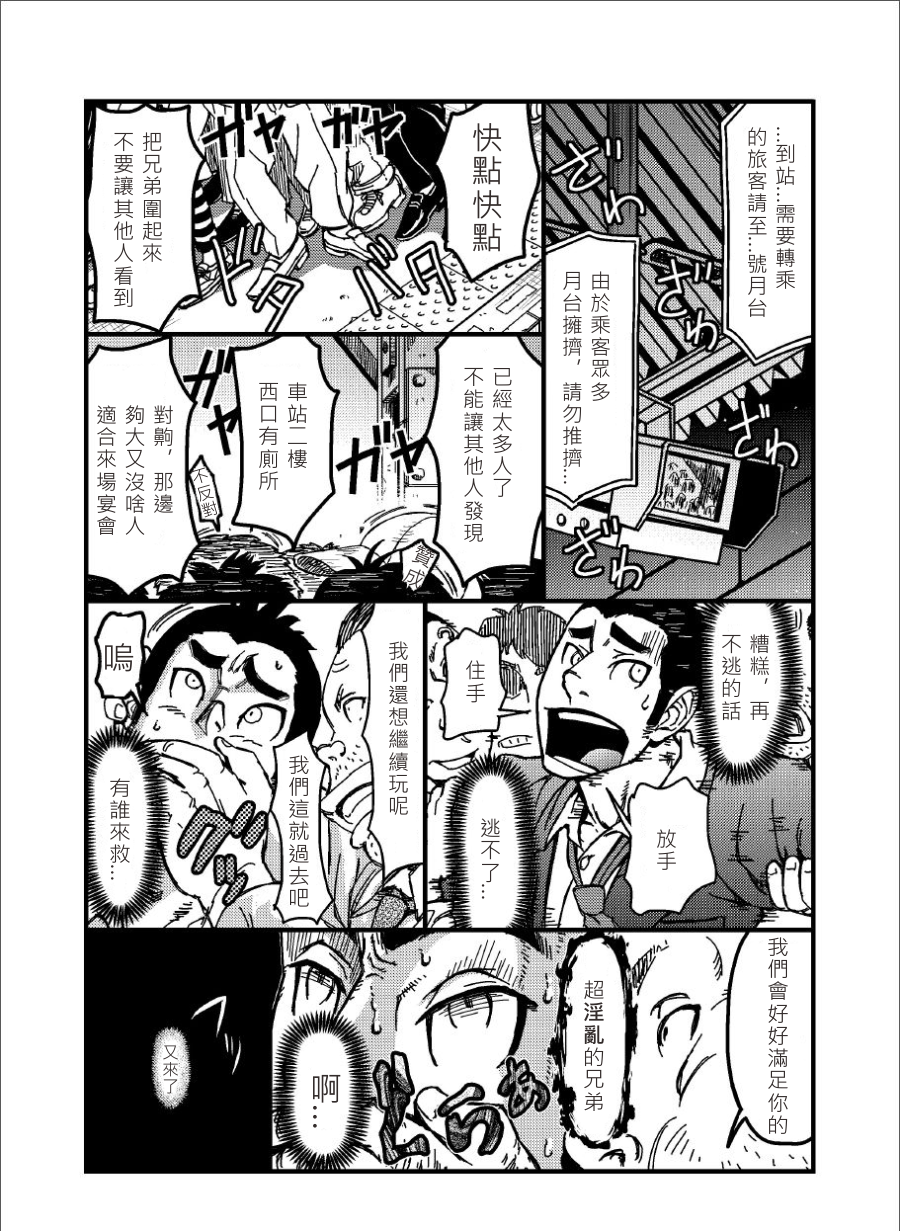 …到站…需要轉乘
的旅客請至…號月台
由於乘客眾多
月台擁擠，請勿推擠…
ざわ
ざわ
ざわ
ざわ
快點快點
把兄弟圍起來
不要讓其他人看到
ガヤ
ガヤ
ドタ
バタ
已經太多人了
不能讓其他人發現
車站二樓
西口有廁所
對齁，那邊
夠大又沒啥人
適合來場宴會
不反對
贊成
ガヤ
ガヤ
糟糕，再
不逃的話
住手
放手
逃不了…
我們還想繼續玩呢
我們這就過去吧
嗚
有誰來救…
グッ
我們會好好滿足你的
超淫亂的兄弟
啊…
とらぁ
又來了